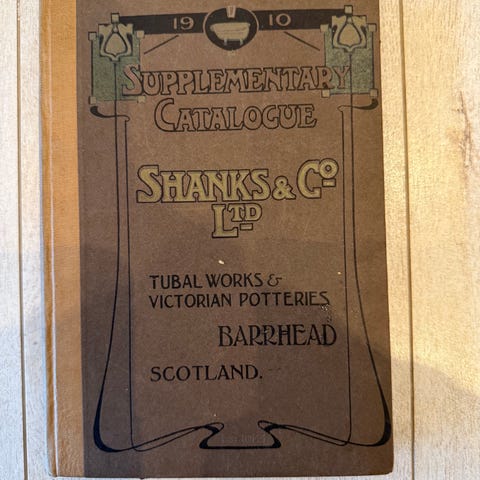 1910
SUPPLEMENTARY
CATALOGUE
SHANKS & Co
LTD
TUBAL WORKS &
VICTORIAN POTTERIES
BARRHEAD
SCOTLAND.